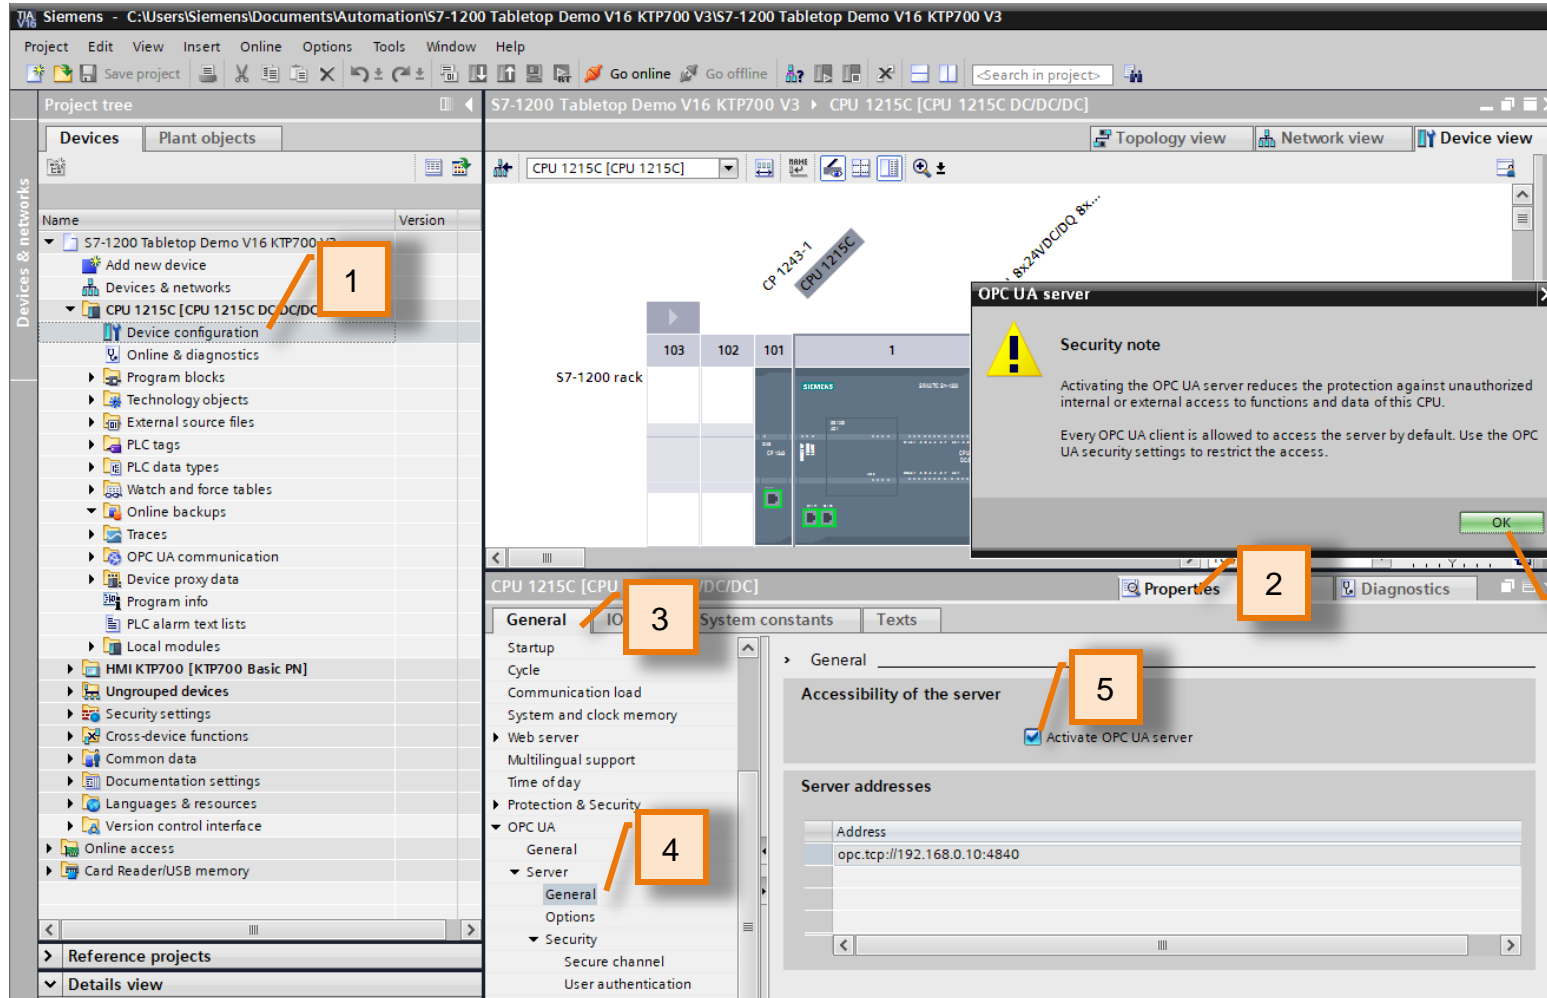 Siemens - C:\Users\Siemens\Documents\Automation\S7-1200 Tabletop Demo V16 KTP700 V3\S7-1200 Tabletop Demo V16 KTP700 V3
Project Edit View Insert Online Options Tools Window Help
Save project Go online Go offline <Search in project>
Project tree
Devices Plant objects
Devices & networks
Name Version
S7-1200 Tabletop Demo V16 KTP700 V3
Add new device
Devices & networks
CPU 1215C [CPU 1215C DC/DC/DC
Device configuration
Online & diagnostics
Program blocks
Technology objects
External source files
PLC tags
PLC data types
Watch and force tables
Online backups
Traces
OPC UA communication
Device proxy data
Program info
PLC alarm text lists
Local modules
HMI KTP700 [KTP700 Basic PN]
Ungrouped devices
Security settings
Cross-device functions
Common data
Documentation settings
Languages & resources
Version control interface
Online access
Card Reader/USB memory
Reference projects
Details view
1
S7-1200 Tabletop Demo V16 KTP700 V3 CPU 1215C [CPU 1215C DC/DC/DC]
Topology view Network view Device view
CPU 1215C [CPU 1215C]
CP 1243-1
CPU 1215C
8x24VDC/DQ 8x...
103 102 101 1
S7-1200 rack
SIEMENS
OPC UA server
Security note
Activating the OPC UA server reduces the protection against unauthorized
internal or external access to functions and data of this CPU.
Every OPC UA client is allowed to access the server by default. Use the OPC
UA security settings to restrict the access.
OK
CPU 1215C [CPU /DC/DC]
Properties
2
Diagnostics
General IO System constants Texts
3
Startup
Cycle
Communication load
System and clock memory
Web server
Multilingual support
Time of day
Protection & Security
OPC UA
General
Server
General
Options
Security
Secure channel
User authentication
4
General
Accessibility of the server
5
Activate OPC UA server
Server addresses
Address
opc.tcp://192.168.0.10:4840